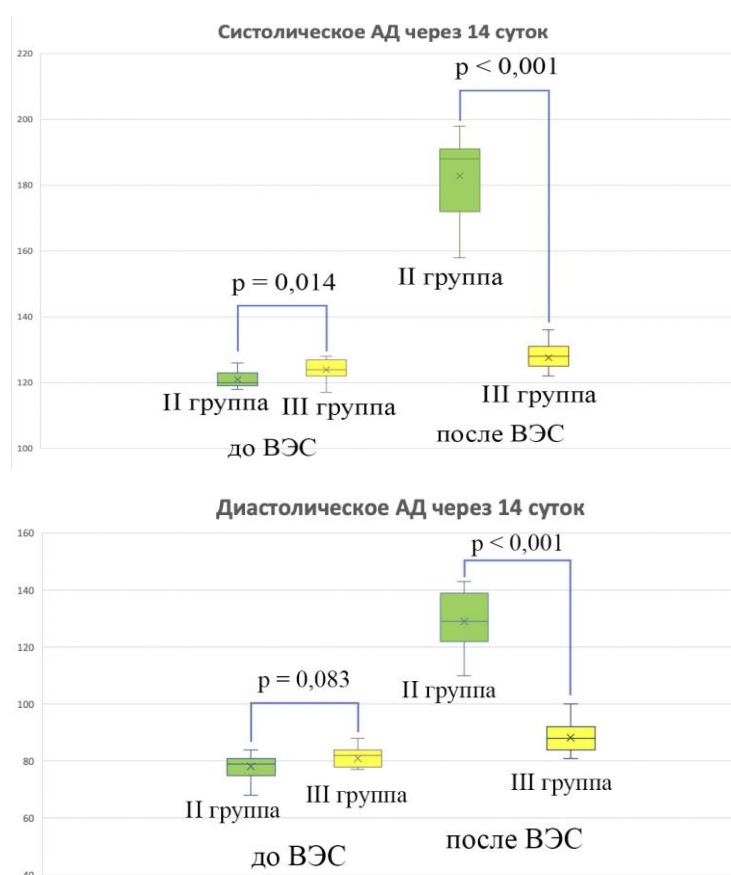 Систолическое АД через 14 суток
220
p < 0,001
200
180
160
II группа
p = 0,014
140
120
II группа III группа
III группа
до ВЭС
после ВЭС
100
Диастолическое АД через 14 суток
160
p < 0,001
140
120
p = 0,083
II группа
100
80
II группа
III группа
III группа
60
до ВЭС
после ВЭС
40